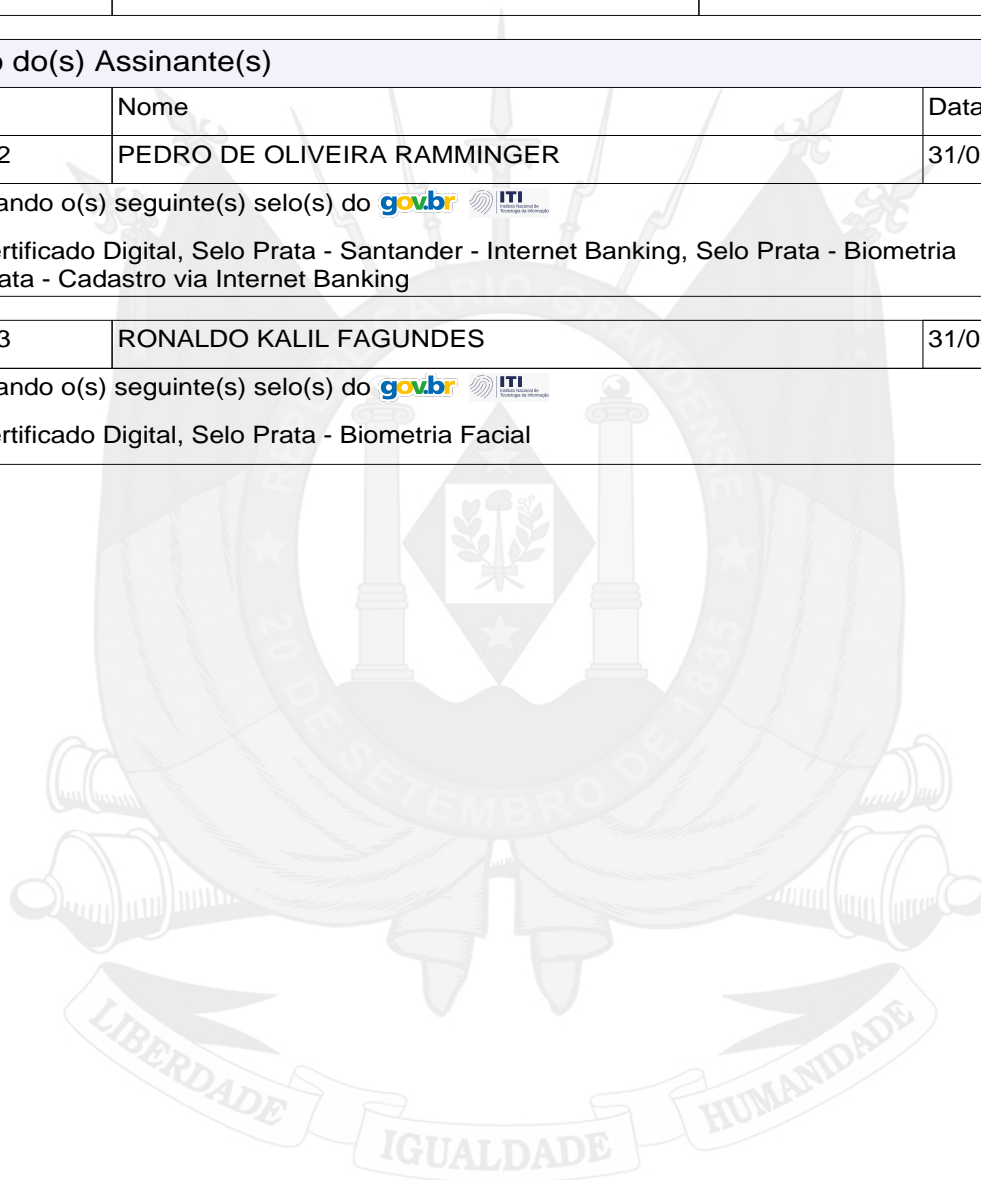 o do(s) Assinante(s)
Nome Data
2 PEDRO DE OLIVEIRA RAMMINGER 31/0
ando o(s) seguinte(s) selo(s) do gov.br ITI
ertificado Digital, Selo Prata - Santander - Internet Banking, Selo Prata - Biometria
ata - Cadastro via Internet Banking
3 RONALDO KALIL FAGUNDES 31/0
ando o(s) seguinte(s) selo(s) do gov.br ITI
ertificado Digital, Selo Prata - Biometria Facial
REPÚBLICA RIO GRANDENSE
20 DE SETEMBRO DE 1835
LIBERDADE IGUALDADE HUMANIDADE